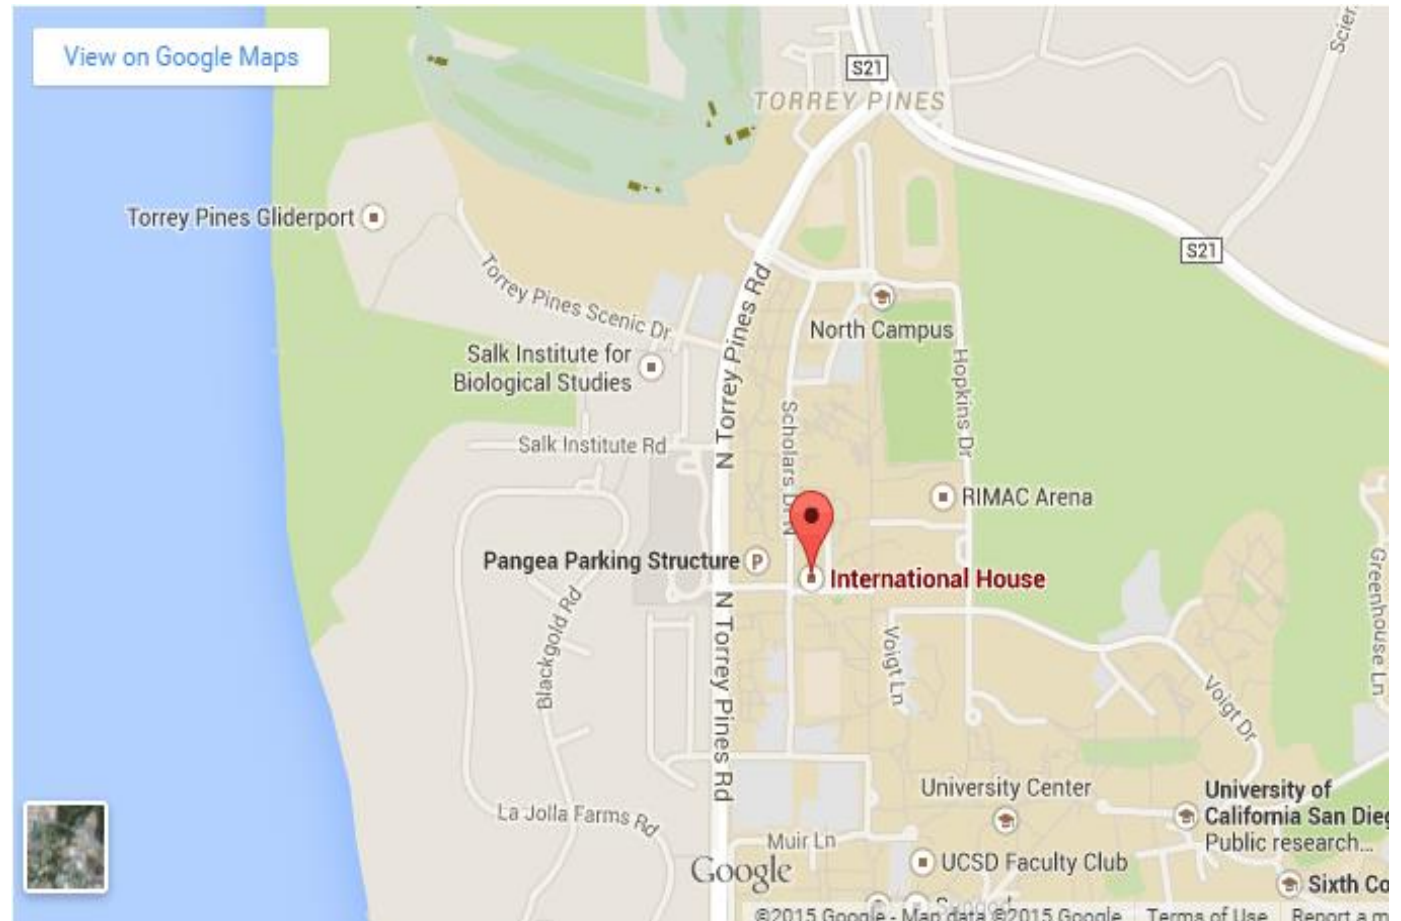 View on Google Maps
S21
TORREY PINES
Scien
Torrey Pines Gliderport
S21
Torrey Pines Scenic Dr
N Torrey Pines Rd
North Campus
Salk Institute for
Biological Studies
Hopkins Dr
Scholars Dr N
Salk Institute Rd
RIMAC Arena
Pangea Parking Structure
P
International House
Greenhouse Ln
Blackgold Rd
N Torrey Pines Rd
Voigt Ln
Voigt Dr
University Center
University of
California San Dieg
Public research...
La Jolla Farms Rd
Muir Ln
Google
UCSD Faculty Club
Sixth Co
©2015 Google - Map data ©2015 Google
Terms of Use
Report a m